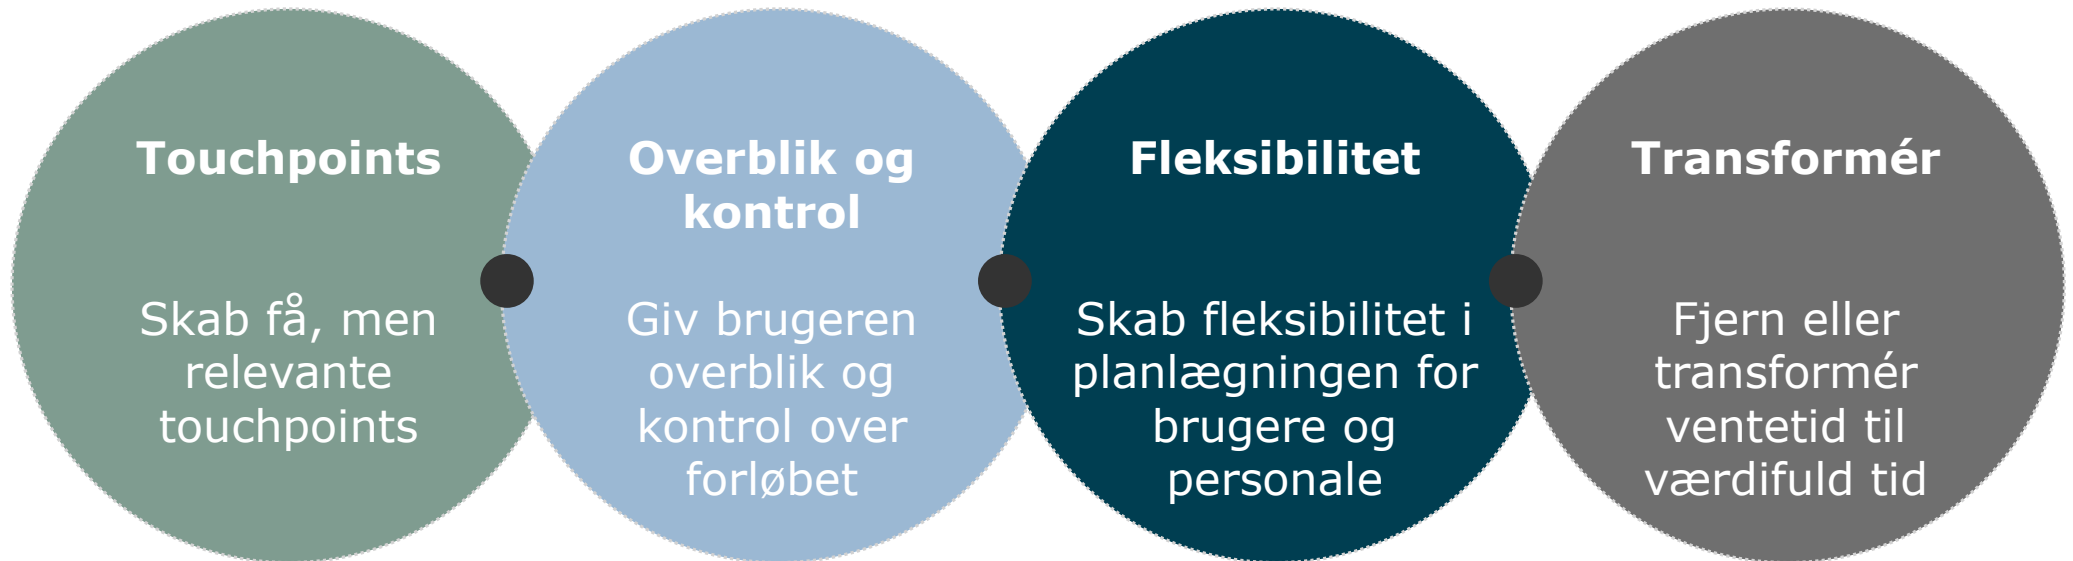 Touchpoints
Skab få, men
relevante
touchpoints
Overblik og
kontrol
Giv brugeren
overblik og
kontrol over
forløbet
Fleksibilitet
Skab fleksibilitet i
planlægningen for
brugere og
personale
Transformér
Fjern eller
transformér
ventetid til
værdifuld tid